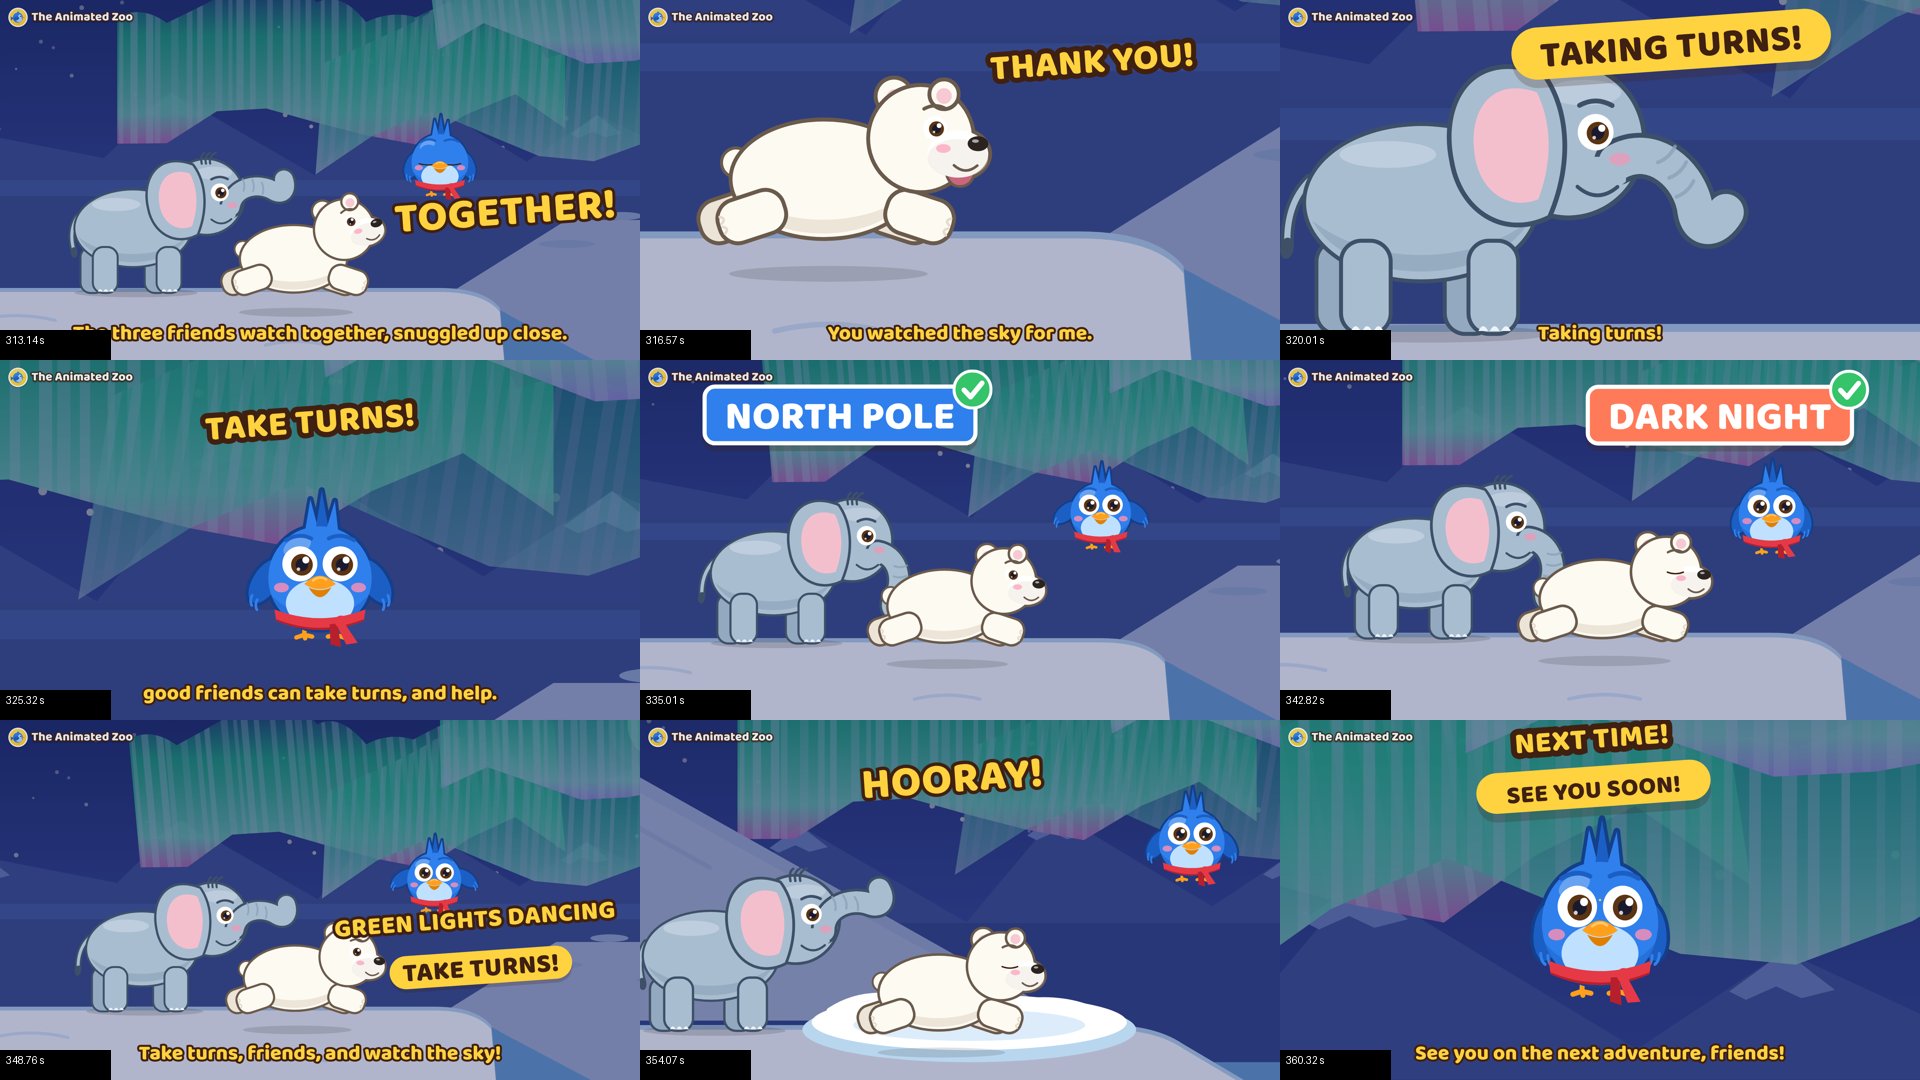 The Animated Zoo
TOGETHER!
The three friends watch together, snuggled up close.
313.14s
The Animated Zoo
THANK YOU!
You watched the sky for me.
316.57s
The Animated Zoo
TAKING TURNS!
Taking turns!
320.01s
The Animated Zoo
TAKE TURNS!
good friends can take turns, and help.
325.32s
The Animated Zoo
NORTH POLE
335.01s
The Animated Zoo
DARK NIGHT
342.82s
The Animated Zoo
GREEN LIGHTS DANCING
TAKE TURNS!
Take turns, friends, and watch the sky!
348.76s
The Animated Zoo
HOORAY!
354.07s
The Animated Zoo
NEXT TIME!
SEE YOU SOON!
See you on the next adventure, friends!
360.32s